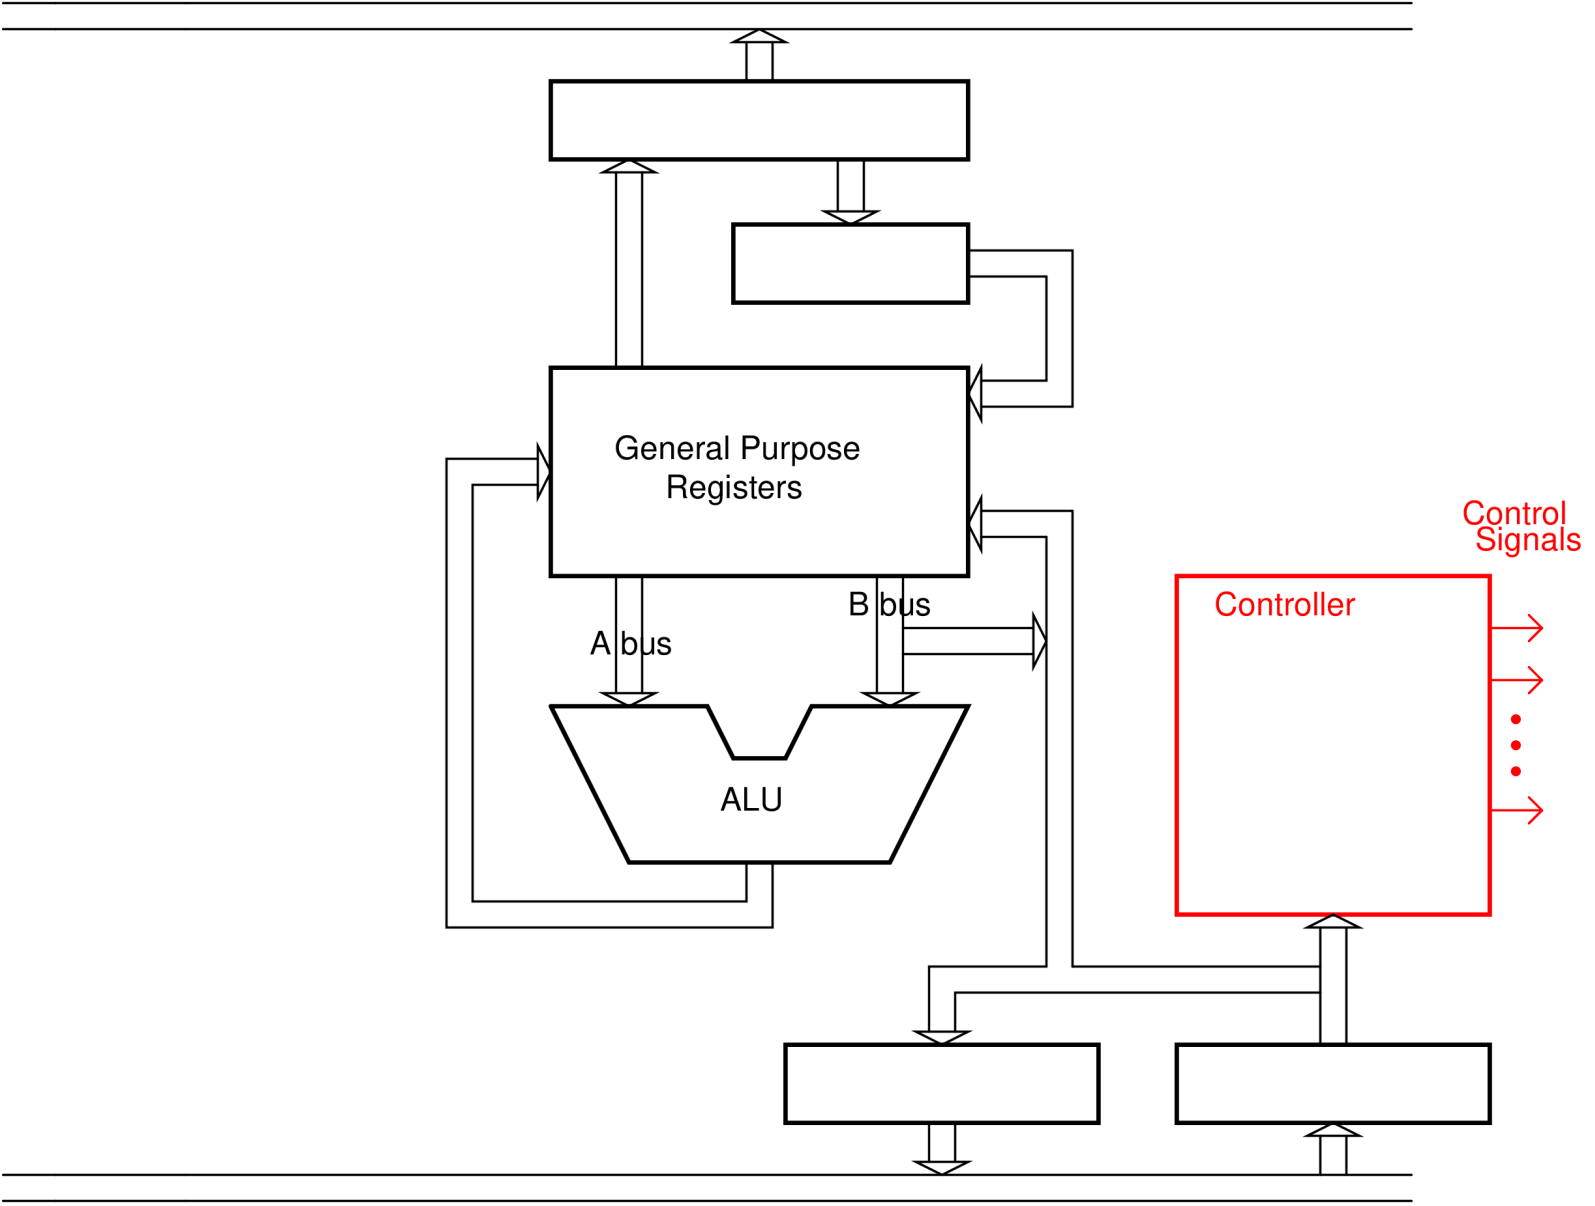 General Purpose
Registers
Control
Signals
B bus
Controller
A bus
ALU